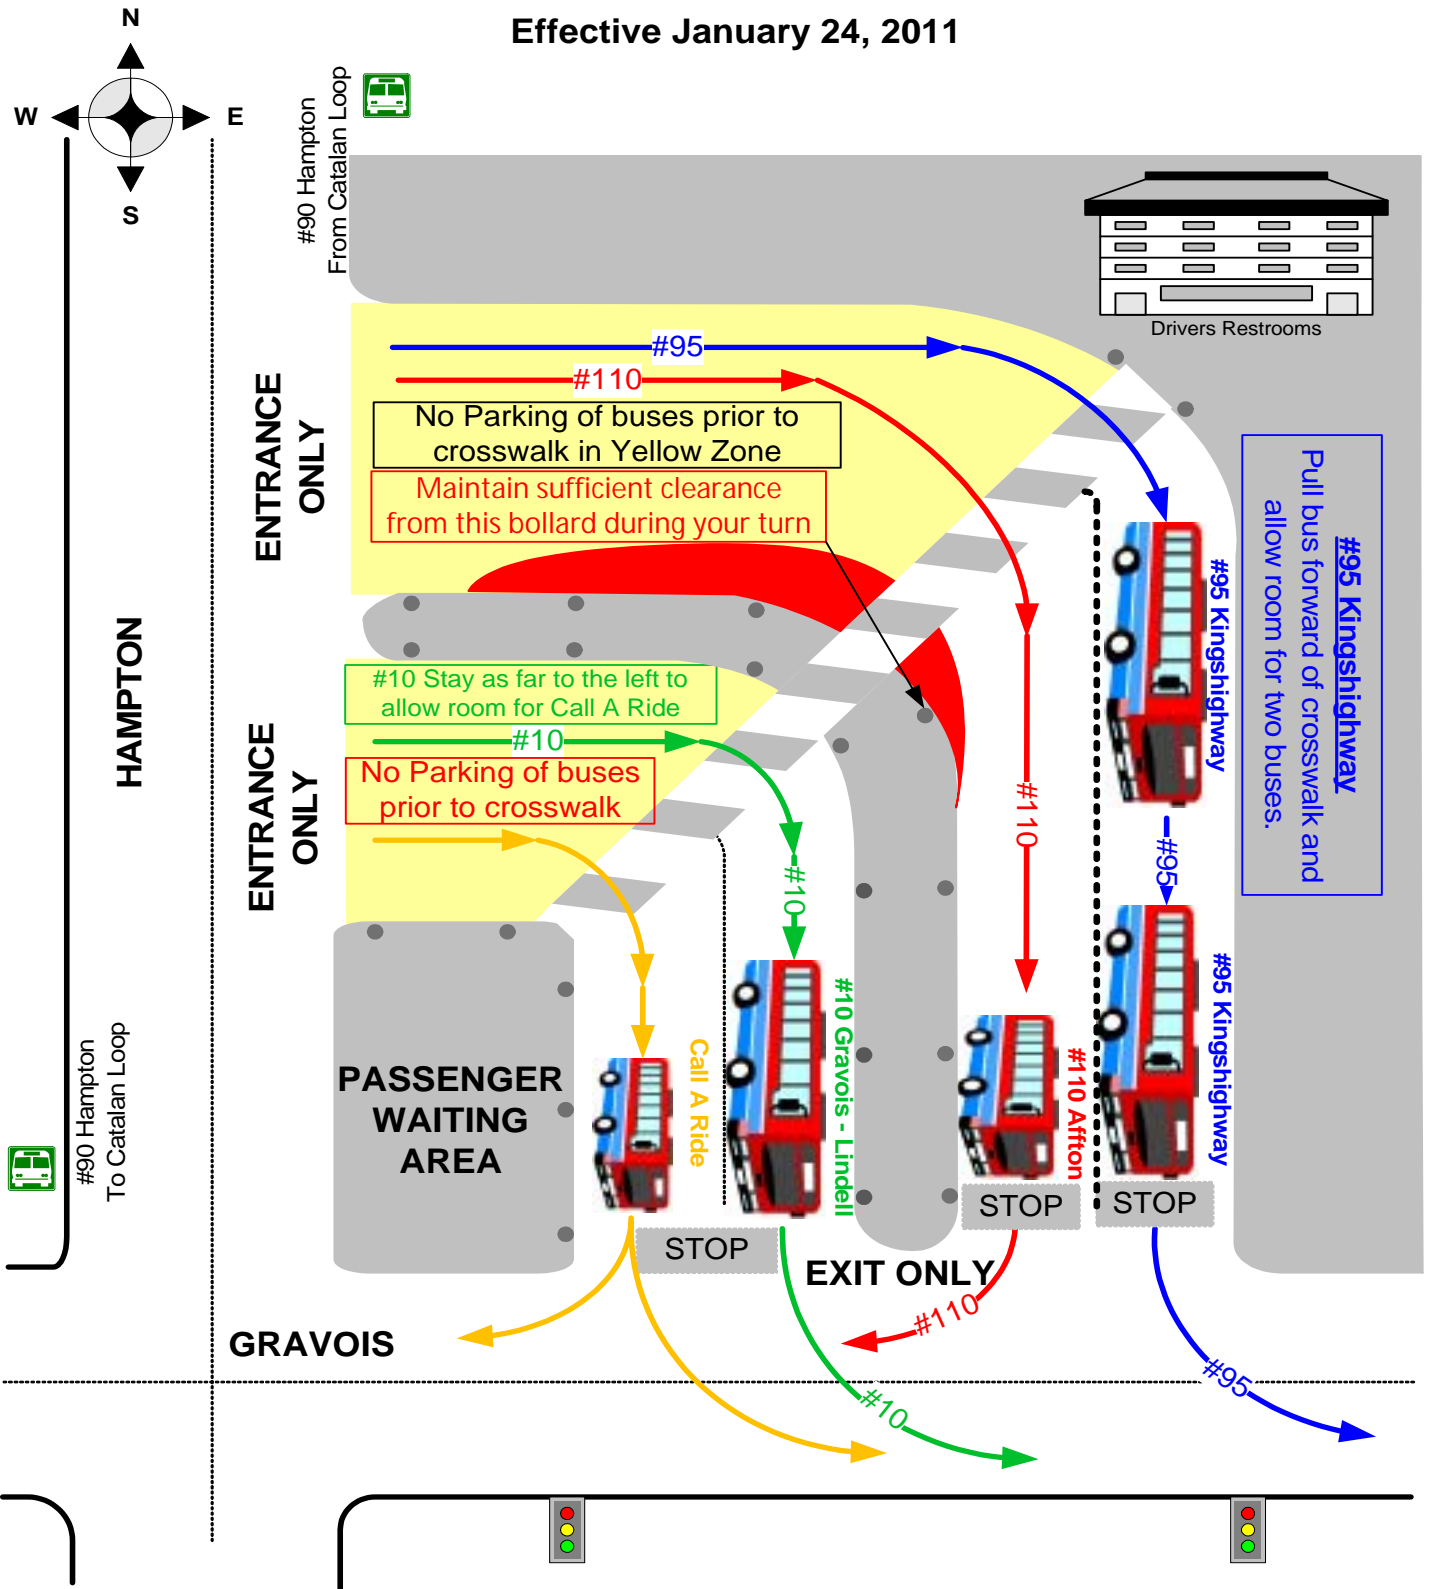 Effective January 24, 2011
N
W
E
S
#90 Hampton
From Catalan Loop
Drivers Restrooms
#95
#110
ENTRANCE
ONLY
No Parking of buses prior to
crosswalk in Yellow Zone
Maintain sufficient clearance
from this bollard during your turn
#95 Kingshighway
Pull bus forward of crosswalk and
allow room for two buses.
#95 Kingshighway
HAMPTON
#10 Stay as far to the left to
allow room for Call A Ride
#10
ENTRANCE
ONLY
No Parking of buses
prior to crosswalk
#110
#95
#10
#95 Kingshighway
#10 Gravois - Lindell
#110 Affton
Call A Ride
PASSENGER
WAITING
AREA
#90 Hampton
To Catalan Loop
STOP
STOP
STOP
EXIT ONLY
#110
GRAVOIS
#95
#10